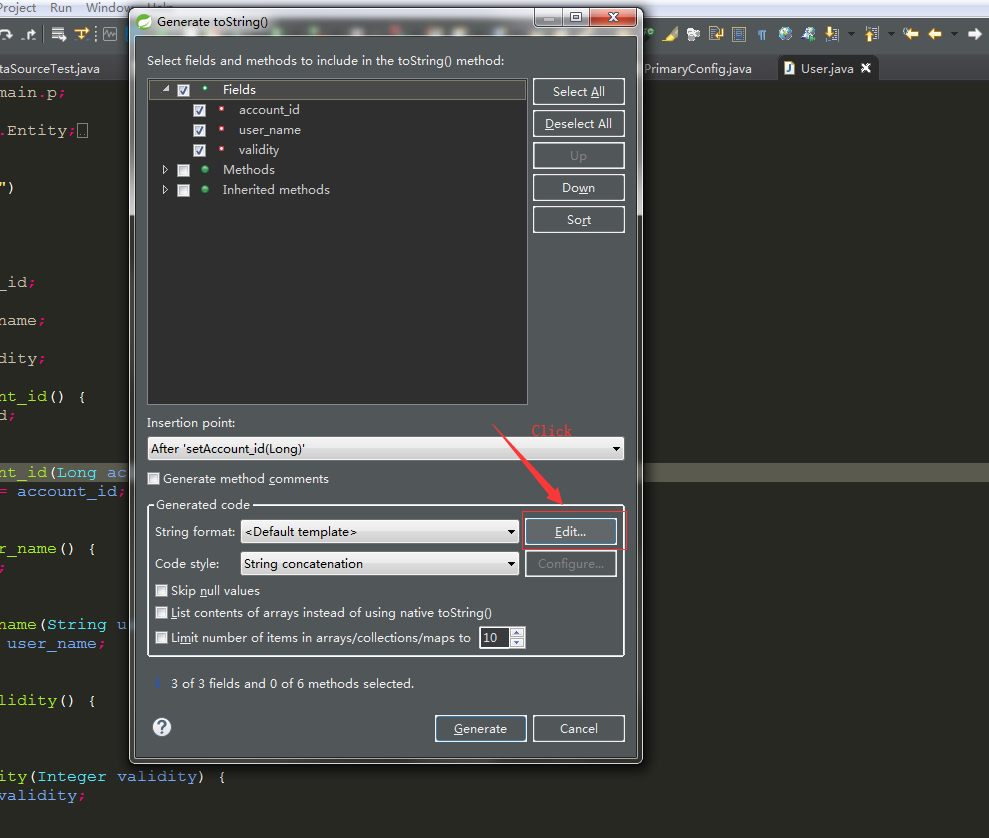 Project Run Window Help
Generate toString()
taSourceTest.java
PrimaryConfig.java
User.java
main.p;
.Entity;
")
_id;
name;
dity;
nt_id() {
d;
nt_id(Long ac
= account_id;
r_name() {
;
name(String u
user_name;
lidity() {
ity(Integer validity) {
validity;
Select fields and methods to include in the toString() method:
Fields
account_id
user_name
validity
Methods
Inherited methods
Select All
Deselect All
Up
Down
Sort
Insertion point:
Click
After 'setAccount_id(Long)'
Generate method comments
Generated code
String format:
<Default template>
Edit...
Code style:
String concatenation
Configure...
Skip null values
List contents of arrays instead of using native toString()
Limit number of items in arrays/collections/maps to 10
i 3 of 3 fields and 0 of 6 methods selected.
?
Generate
Cancel